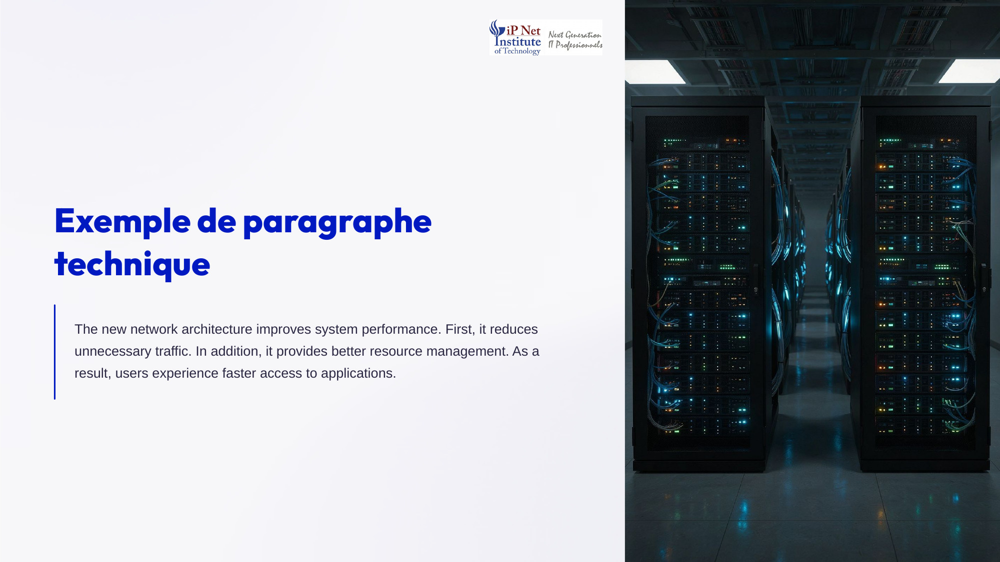 iP Net
Institute
of Technology
Next Generation
IT Professionnels
Exemple de paragraphe
technique
The new network architecture improves system performance. First, it reduces
unnecessary traffic. In addition, it provides better resource management. As a
result, users experience faster access to applications.